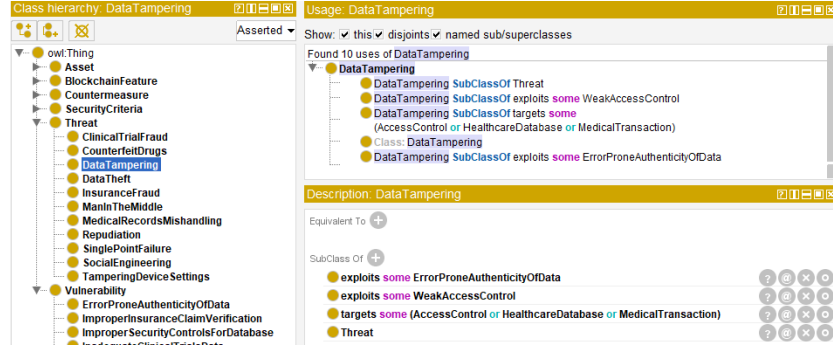 Class hierarchy: DataTampering
Asserted
owl:Thing
Asset
BlockchainFeature
Countermeasure
SecurityCriteria
Threat
ClinicalTrialFraud
CounterfeitDrugs
DataTampering
DataTheft
InsuranceFraud
ManInTheMiddle
MedicalRecordsMishandling
Repudiation
SinglePointFailure
SocialEngineering
TamperingDeviceSettings
Vulnerability
ErrorProneAuthenticityOfData
ImproperInsuranceClaimVerification
ImproperSecurityControlsForDatabase
InadequateClinicalTrialsData
Usage: DataTampering
Show: this disjoints named sub/superclasses
Found 10 uses of DataTampering
DataTampering
DataTampering SubClassOf Threat
DataTampering SubClassOf exploits some WeakAccessControl
DataTampering SubClassOf targets some
(AccessControl or HealthcareDatabase or MedicalTransaction)
Class: DataTampering
DataTampering SubClassOf exploits some ErrorProneAuthenticityOfData
Description: DataTampering
Equivalent To
SubClass Of
exploits some ErrorProneAuthenticityOfData
exploits some WeakAccessControl
targets some (AccessControl or HealthcareDatabase or MedicalTransaction)
Threat